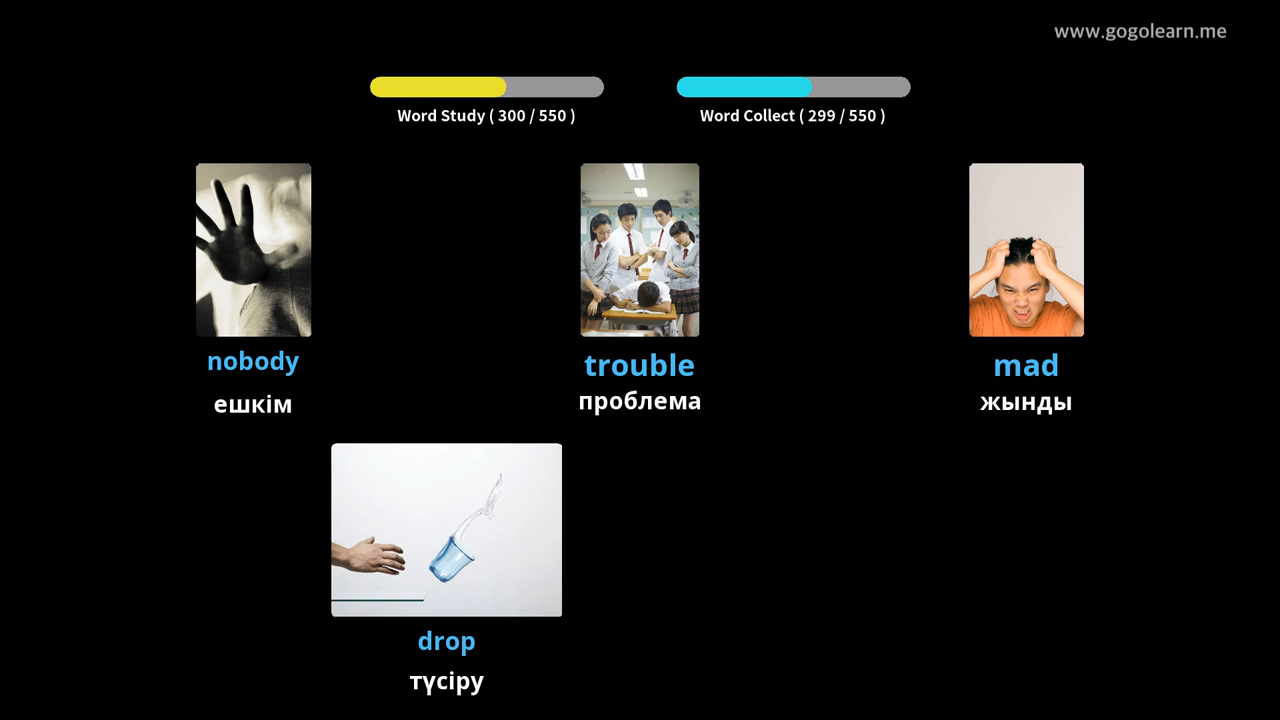 www.gogolearn.me
Word Study ( 300 / 550 )
Word Collect ( 299 / 550 )
nobody
ешкім
trouble
проблема
mad
жынды
drop
түсіру